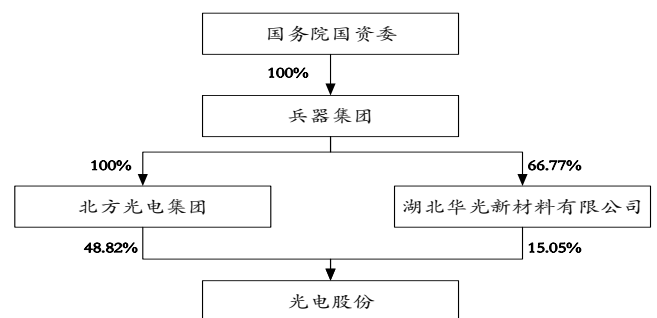 国务院国资委
100%
兵器集团
100%
66.77%
北方光电集团
湖北华光新材料有限公司
48.82%
15.05%
光电股份